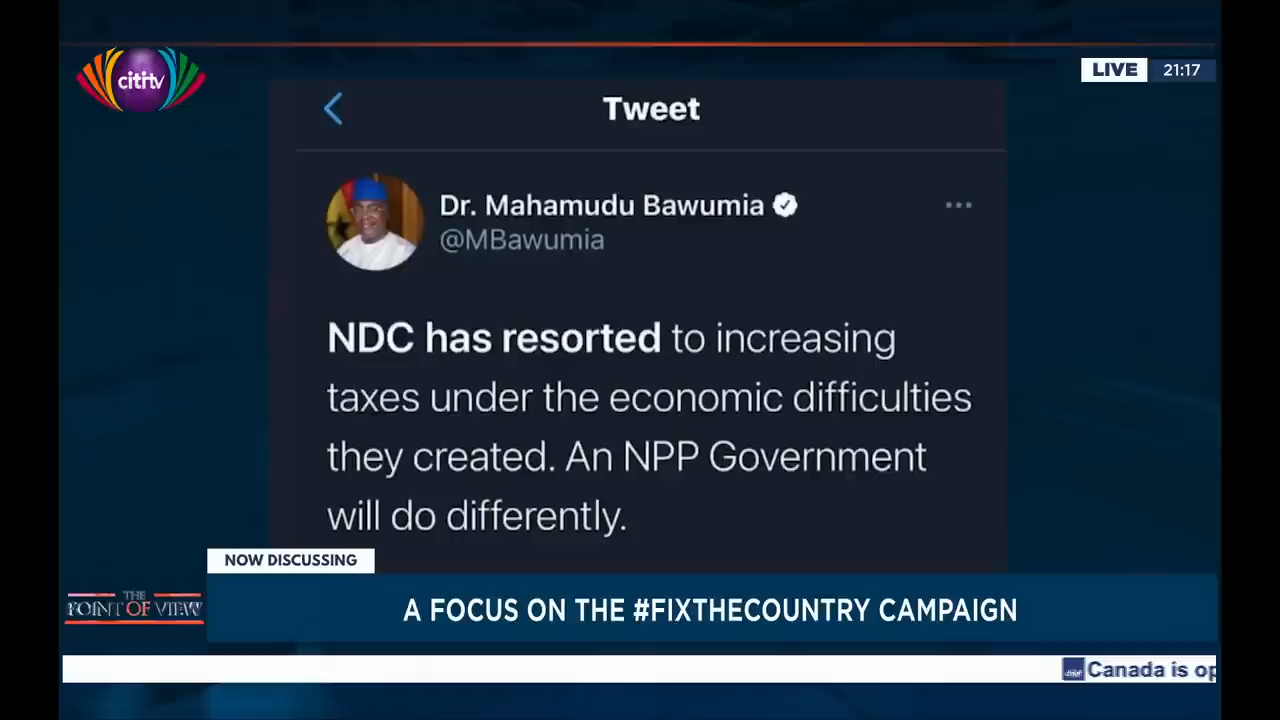 cititv
LIVE 21:17
Tweet
Dr. Mahamudu Bawumia
@MBawumia
NDC has resorted to increasing
taxes under the economic difficulties
they created. An NPP Government
will do differently.
NOW DISCUSSING
THE
POINT OF VIEW
A FOCUS ON THE #FIXTHECOUNTRY CAMPAIGN
Canada is op